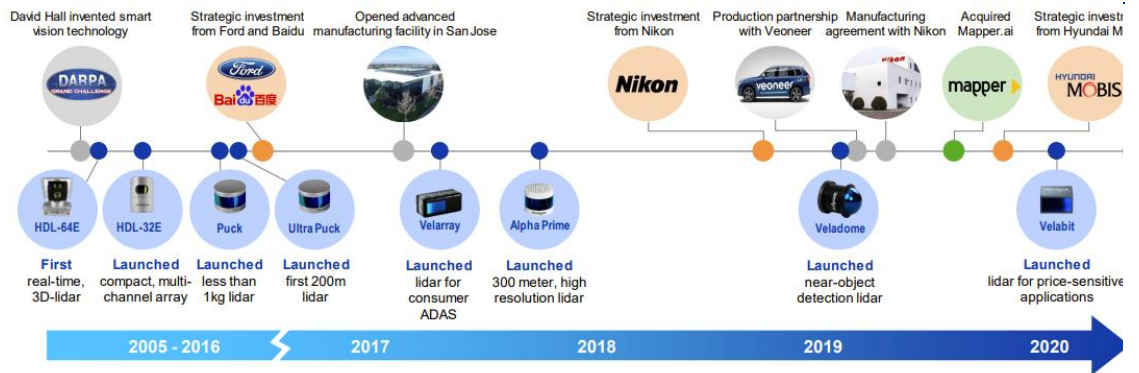 David Hall invented smart
vision technology
Strategic investment
from Ford and Baidu
Opened advanced
manufacturing facility in San Jose
Strategic investment
from Nikon
Production partnership
with Veoneer
Manufacturing
agreement with Nikon
Acquired
Mapper.ai
Strategic
from Hyundai
DARPA
GRAND CHALLENGE
Ford
Baidu百度
Nikon
veoneer
Nikon
mapper
HYUNDAI
MOBIS
HDL-64E
HDL-32E
Puck
Ultra Puck
Velarray
Alpha Prime
Veladome
Velabit
First
real-time,
3D-lidar
Launched
compact, multi-
channel array
Launched
less than
1kg lidar
Launched
first 200m
lidar
Launched
lidar for
consumer
ADAS
Launched
300 meter, high
resolution lidar
Launched
near-object
detection lidar
Launched
lidar for price-sensitive
applications
2005 - 2016
2017
2018
2019
2020